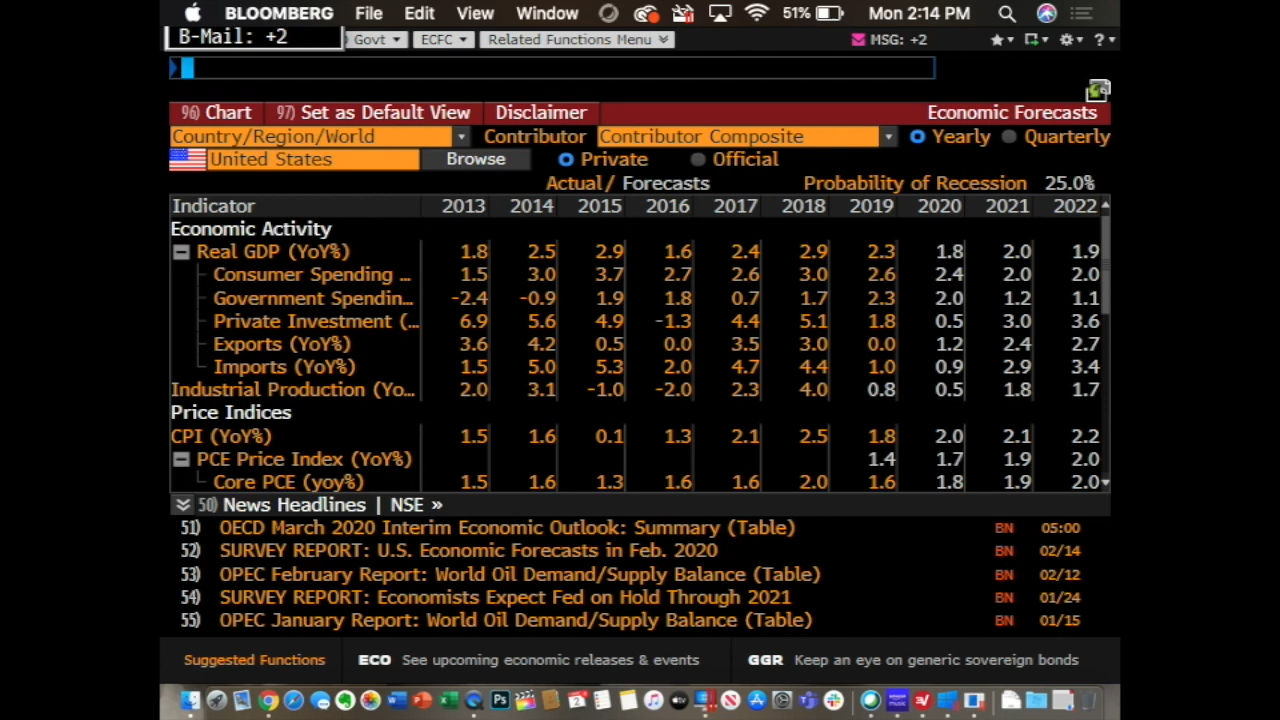 BLOOMBERG File Edit View Window 51% Mon 2:14 PM
B-Mail: +2 Govt ECFC Related Functions Menu MSG: +2 ?
96) Chart 97) Set as Default View Disclaimer Economic Forecasts
Country/Region/World Contributor Contributor Composite Yearly Quarterly
United States Browse Private Official
Actual/ Forecasts Probability of Recession 25.0%
Indicator 2013 2014 2015 2016 2017 2018 2019 2020 2021 2022
Economic Activity
Real GDP (YoY%) 1.8 2.5 2.9 1.6 2.4 2.9 2.3 1.8 2.0 1.9
Consumer Spending ... 1.5 3.0 3.7 2.7 2.6 3.0 2.6 2.4 2.0 2.0
Government Spendin... -2.4 -0.9 1.9 1.8 0.7 1.7 2.3 2.0 1.2 1.1
Private Investment (... 6.9 5.6 4.9 -1.3 4.4 5.1 1.8 0.5 3.0 3.6
Exports (YoY%) 3.6 4.2 0.5 0.0 3.5 3.0 0.0 1.2 2.4 2.7
Imports (YoY%) 1.5 5.0 5.3 2.0 4.7 4.4 1.0 0.9 2.9 3.4
Industrial Production (Yo... 2.0 3.1 -1.0 -2.0 2.3 4.0 0.8 0.5 1.8 1.7
Price Indices
CPI (YoY%) 1.5 1.6 0.1 1.3 2.1 2.5 1.8 2.0 2.1 2.2
PCE Price Index (YoY%) 1.4 1.7 1.9 2.0
Core PCE (yoy%) 1.5 1.6 1.3 1.6 1.6 2.0 1.6 1.8 1.9 2.0
50) News Headlines | NSE »
51) OECD March 2020 Interim Economic Outlook: Summary (Table) BN 05:00
52) SURVEY REPORT: U.S. Economic Forecasts in Feb. 2020 BN 02/14
53) OPEC February Report: World Oil Demand/Supply Balance (Table) BN 02/12
54) SURVEY REPORT: Economists Expect Fed on Hold Through 2021 BN 01/24
55) OPEC January Report: World Oil Demand/Supply Balance (Table) BN 01/15
Suggested Functions ECO See upcoming economic releases & events GGR Keep an eye on generic sovereign bonds